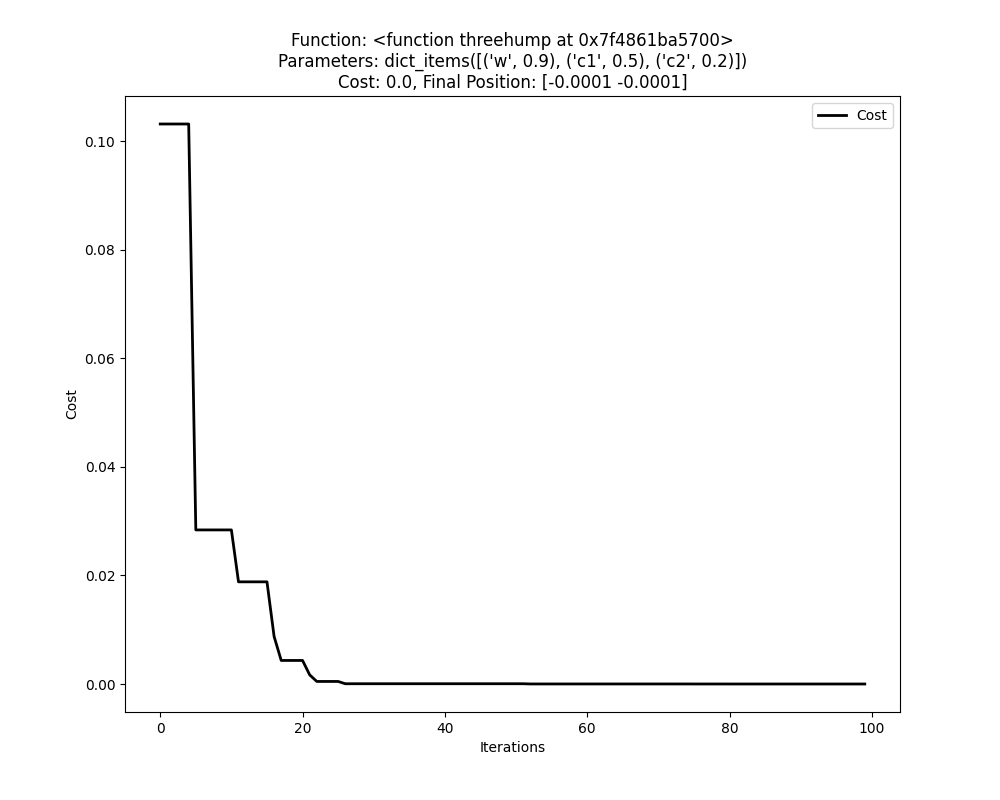 Function: <function threehump at 0x7f4861ba5700>
Parameters: dict_items([('w', 0.9), ('c1', 0.5), ('c2', 0.2)])
Cost: 0.0, Final Position: [-0.0001 -0.0001]
Cost
0.10
0.08
0.06
0.04
0.02
0.00
Cost
0 20 40 60 80 100
Iterations